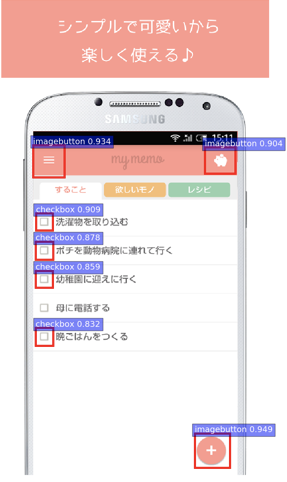 シンプルで可愛いから
楽しく使える♪
SAMSUNG
15:11
imagebutton 0.934
imagebutton 0.904
my memo
すること
欲しいモノ
レシピ
checkbox 0.909
洗濯物を取り込む
checkbox 0.878
ポチを動物病院に連れて行く
checkbox 0.859
幼稚園に迎えに行く
母に電話する
checkbox 0.832
晩ごはんをつくる
imagebutton 0.949